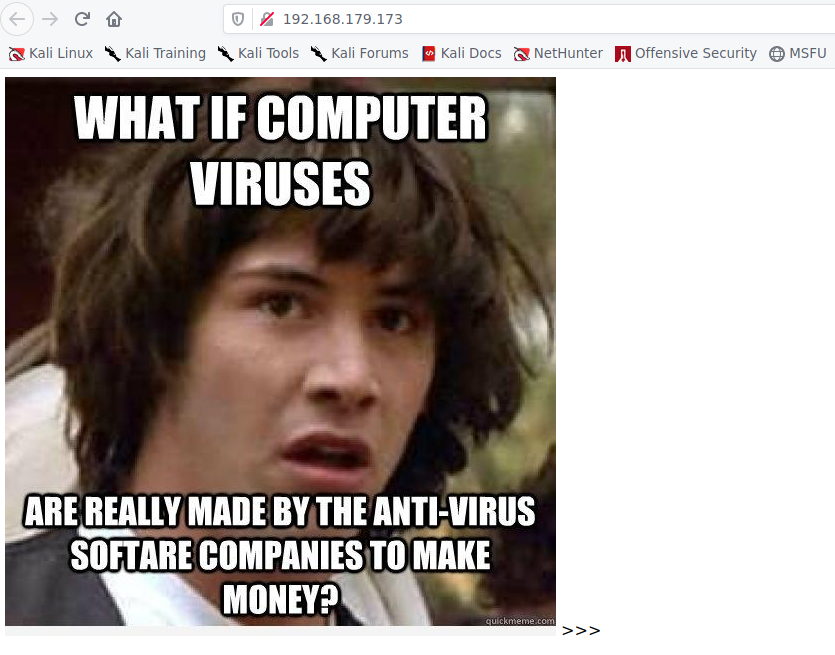 192.168.179.173
Kali Linux Kali Training Kali Tools Kali Forums Kali Docs NetHunter Offensive Security MSFU
WHAT IF COMPUTER
VIRUSES
ARE REALLY MADE BY THE ANTI-VIRUS
SOFTARE COMPANIES TO MAKE
MONEY?
quickmeme.com
>>>